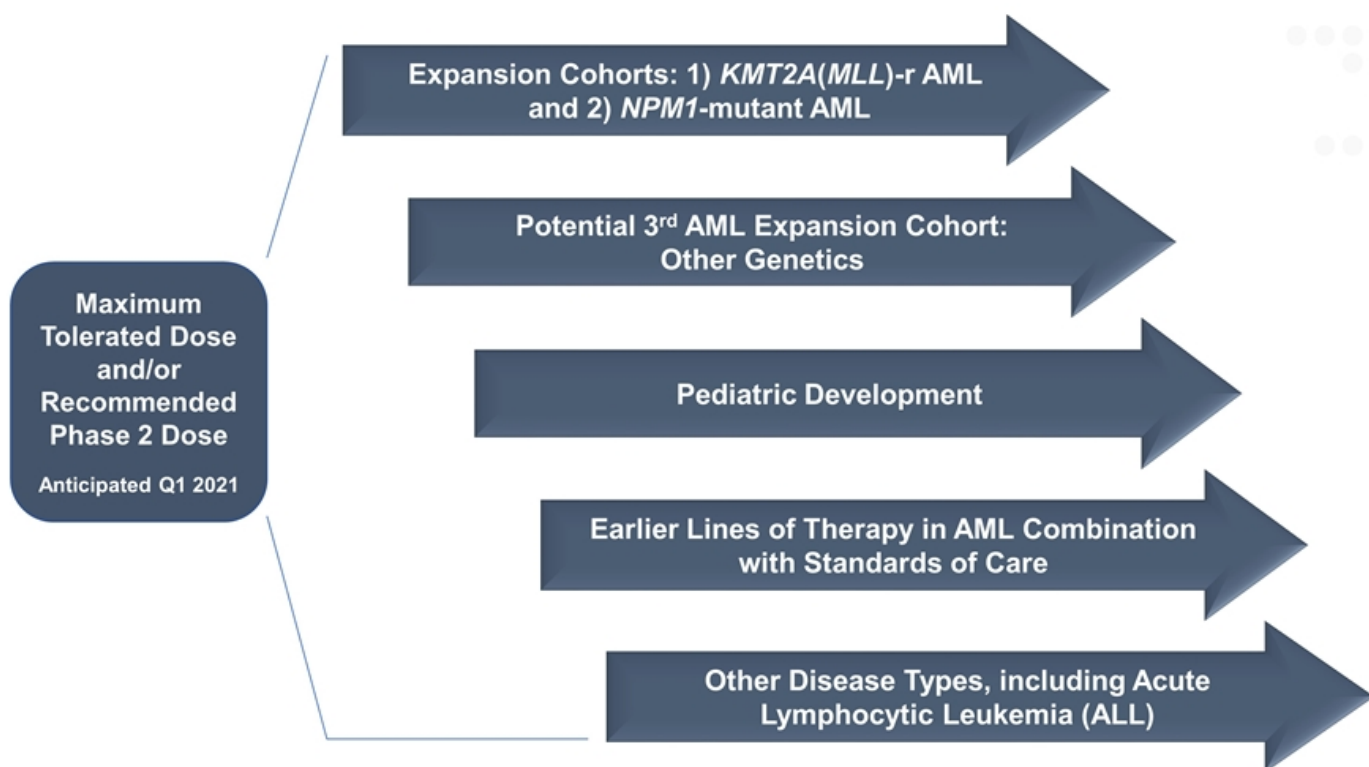 Expansion Cohorts: 1) KMT2A(MLL)-r AML
and 2) NPM1-mutant AML
Potential 3rd AML Expansion Cohort:
Other Genetics
Maximum
Tolerated Dose
and/or
Recommended
Phase 2 Dose
Anticipated Q1 2021
Pediatric Development
Earlier Lines of Therapy in AML Combination
with Standards of Care
Other Disease Types, including Acute
Lymphocytic Leukemia (ALL)